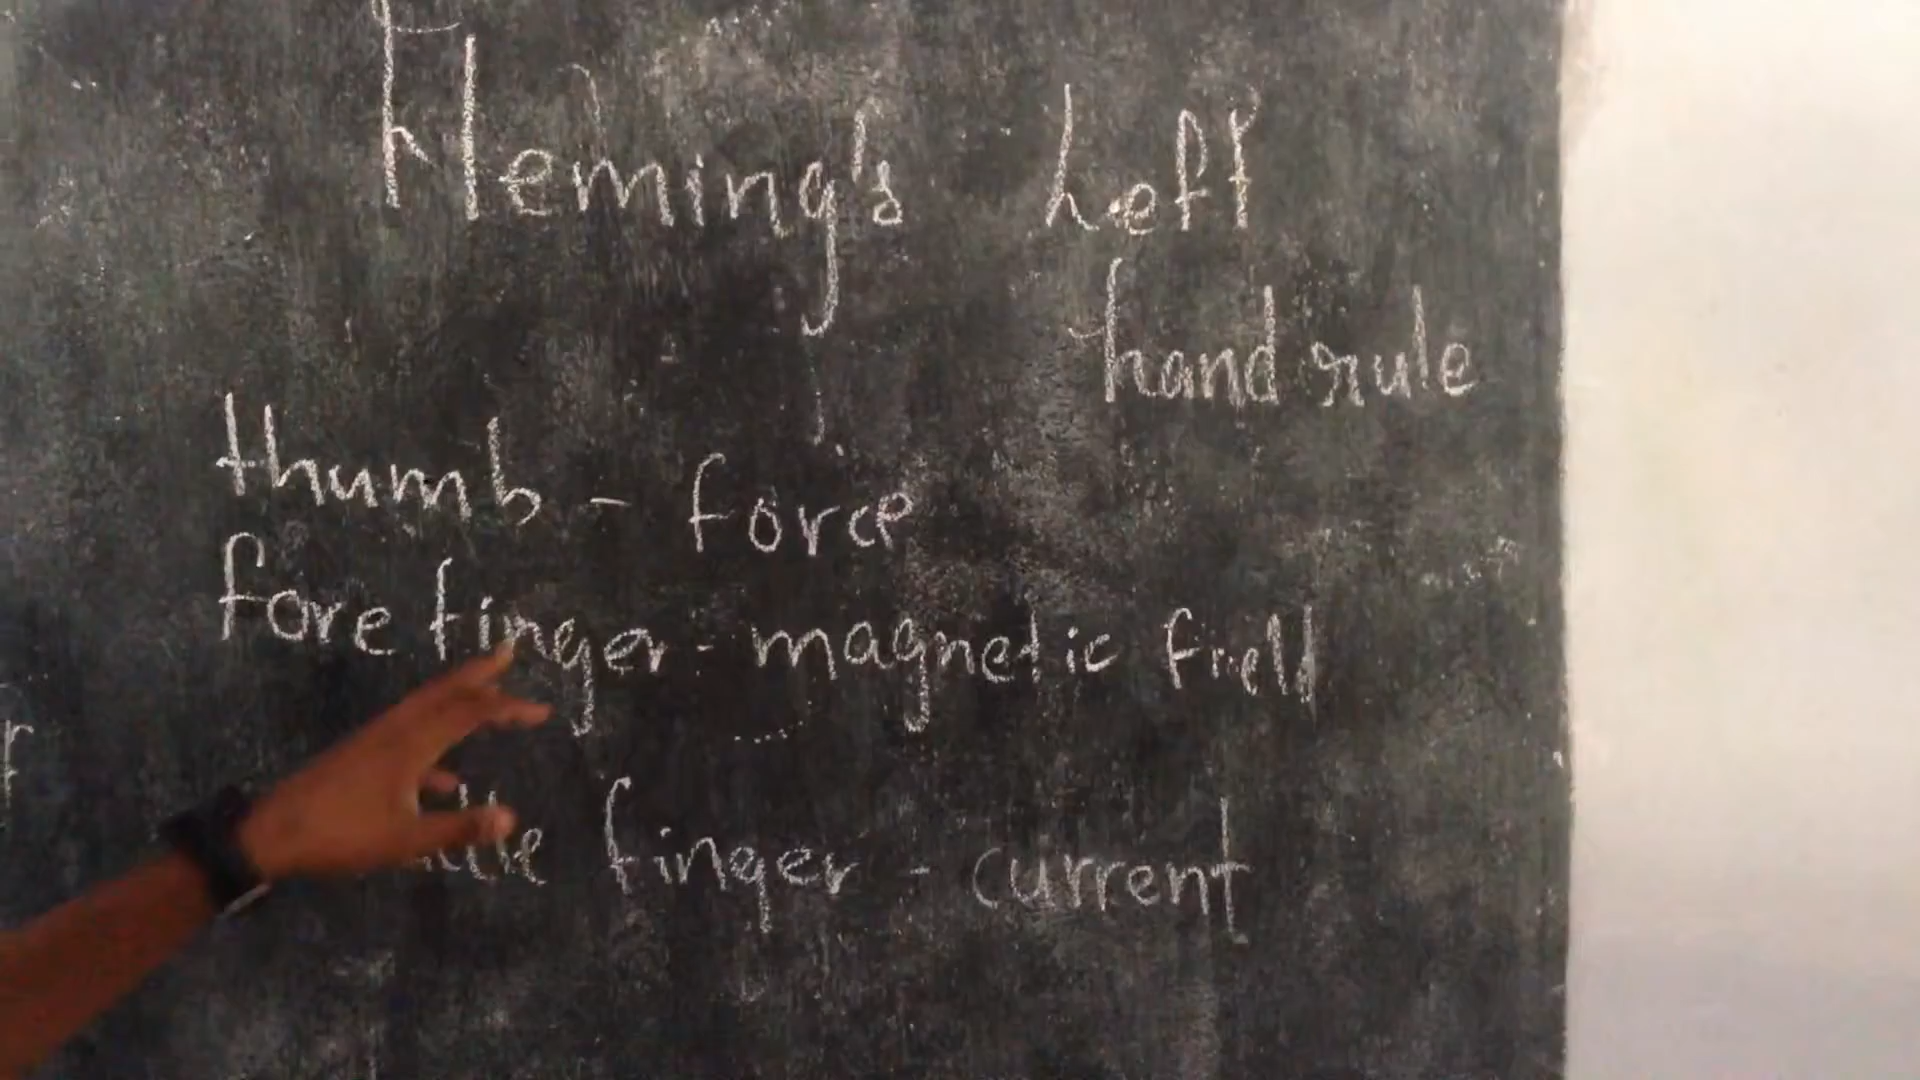 Fleming's Left
hand rule
thumb - force
fore finger - magnetic field
finger - current